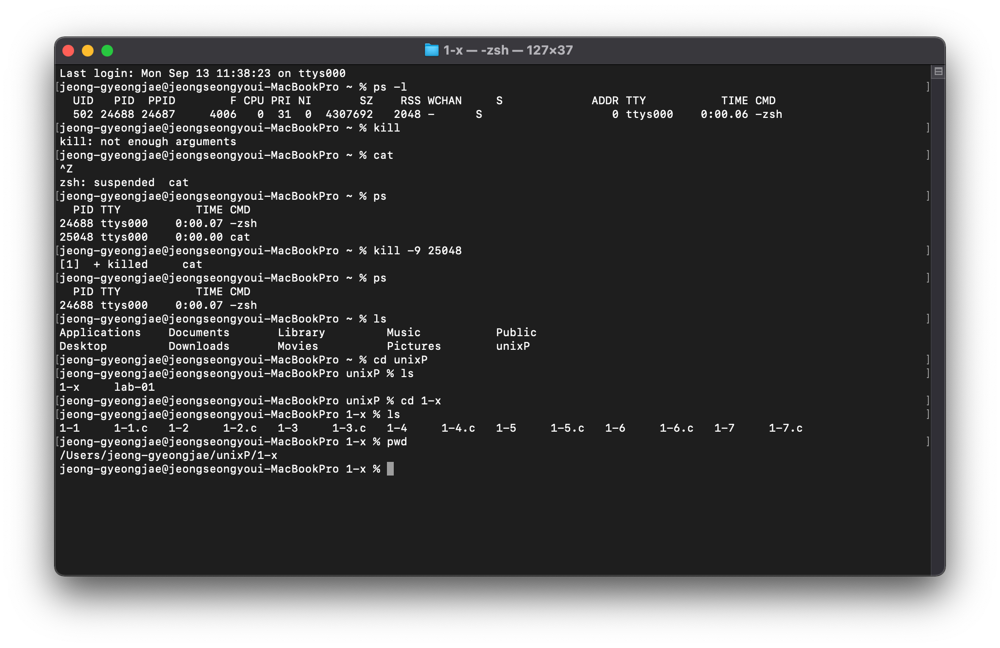 1-x — -zsh — 127×37
Last login: Mon Sep 13 11:38:23 on ttys000
[jeong-gyeongjae@jeongseongyoui-MacBookPro ~ % ps -l ]
  UID   PID  PPID        F CPU PRI NI       SZ    RSS WCHAN     S             ADDR TTY           TIME CMD
  502 24688 24687     4006   0  31  0  4307692   2048 -      S                   0 ttys000    0:00.06 -zsh
[jeong-gyeongjae@jeongseongyoui-MacBookPro ~ % kill ]
kill: not enough arguments
[jeong-gyeongjae@jeongseongyoui-MacBookPro ~ % cat ]
^Z
zsh: suspended  cat
[jeong-gyeongjae@jeongseongyoui-MacBookPro ~ % ps ]
  PID TTY           TIME CMD
24688 ttys000    0:00.07 -zsh
25048 ttys000    0:00.00 cat
[jeong-gyeongjae@jeongseongyoui-MacBookPro ~ % kill -9 25048 ]
[1]  + killed     cat
[jeong-gyeongjae@jeongseongyoui-MacBookPro ~ % ps ]
  PID TTY           TIME CMD
24688 ttys000    0:00.07 -zsh
[jeong-gyeongjae@jeongseongyoui-MacBookPro ~ % ls ]
Applications    Documents       Library         Music           Public
Desktop         Downloads       Movies          Pictures        unixP
[jeong-gyeongjae@jeongseongyoui-MacBookPro ~ % cd unixP ]
[jeong-gyeongjae@jeongseongyoui-MacBookPro unixP % ls ]
1-x     lab-01
[jeong-gyeongjae@jeongseongyoui-MacBookPro unixP % cd 1-x ]
[jeong-gyeongjae@jeongseongyoui-MacBookPro 1-x % ls ]
1-1     1-1.c   1-2     1-2.c   1-3     1-3.c   1-4     1-4.c   1-5     1-5.c   1-6     1-6.c   1-7     1-7.c
[jeong-gyeongjae@jeongseongyoui-MacBookPro 1-x % pwd ]
/Users/jeong-gyeongjae/unixP/1-x
jeong-gyeongjae@jeongseongyoui-MacBookPro 1-x %